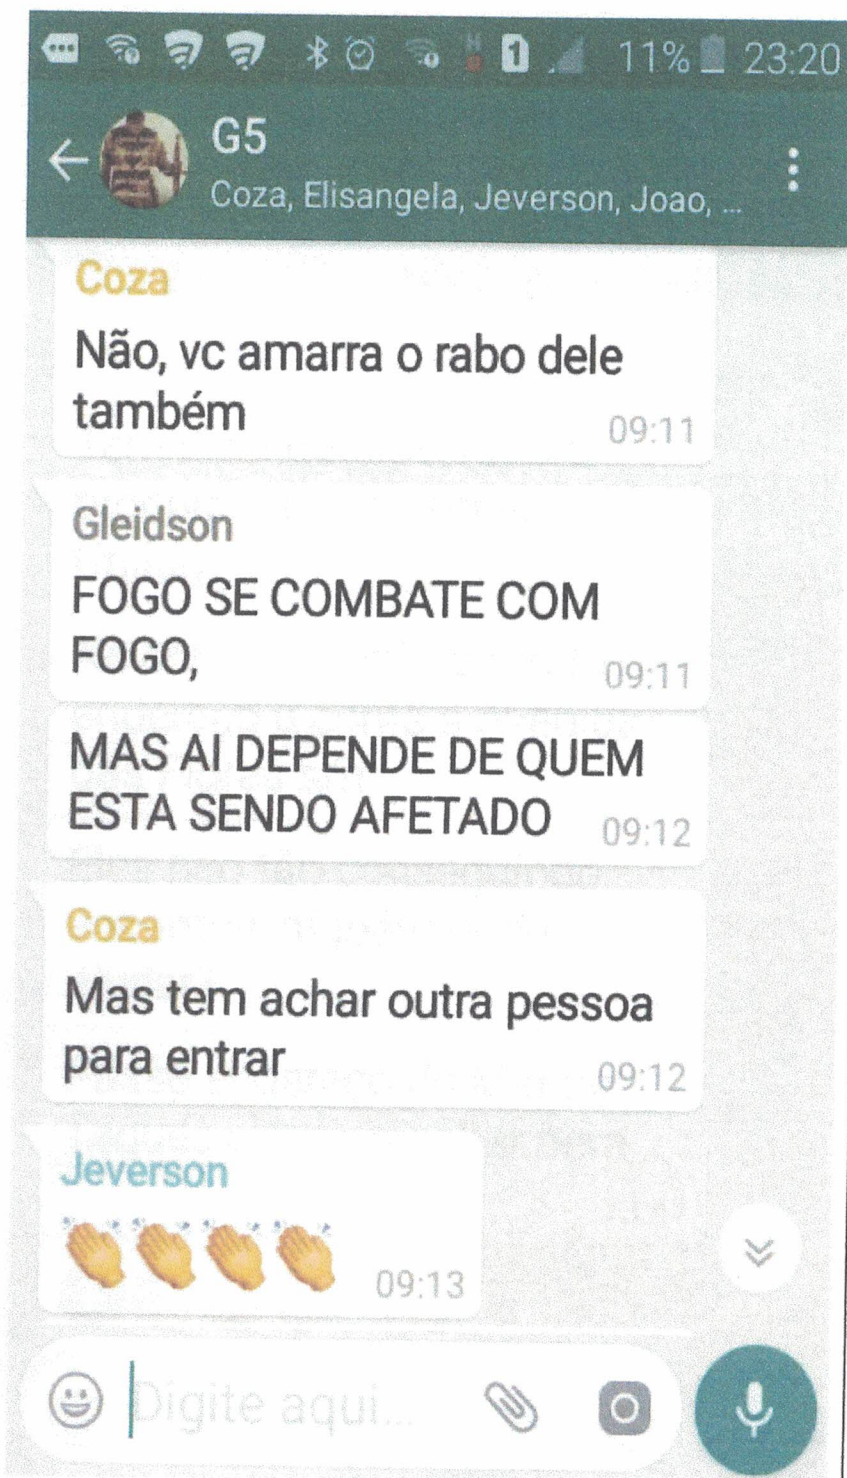 11% 23:20
G5
Coza, Elisangela, Jeverson, Joao, ...
Coza
Não, vc amarra o rabo dele
também
09:11
Gleidson
FOGO SE COMBATE COM
FOGO,
09:11
MAS AI DEPENDE DE QUEM
ESTA SENDO AFETADO 09:12
Coza
Mas tem achar outra pessoa
para entrar
09:12
Jeverson
👏👏👏👏 09:13
Digite aqui...